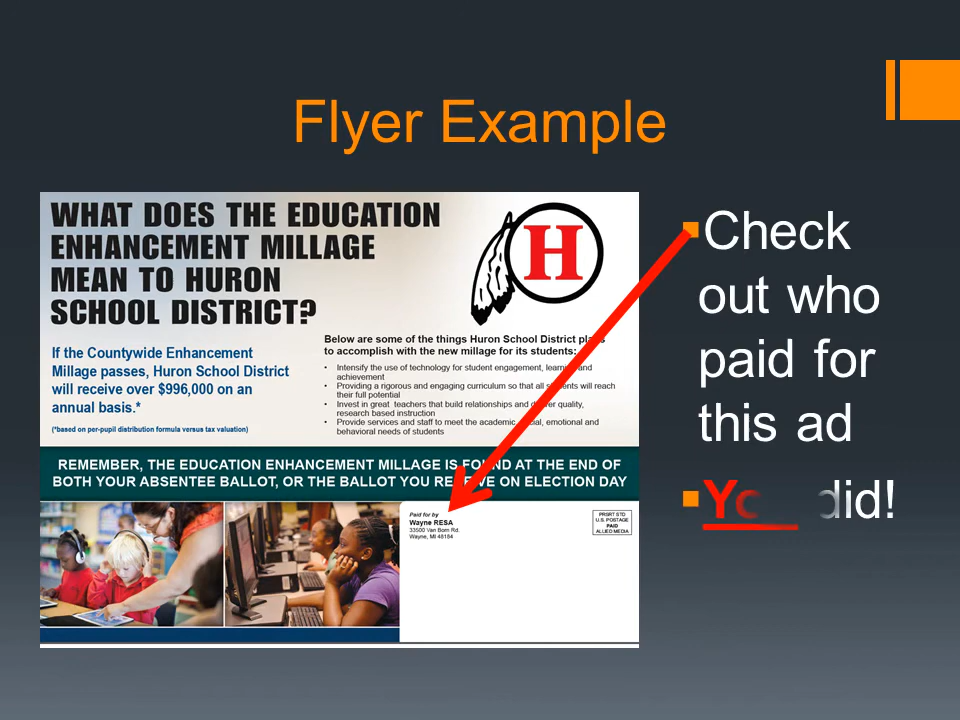 Flyer Example
WHAT DOES THE EDUCATION
ENHANCEMENT MILLAGE
MEAN TO HURON
SCHOOL DISTRICT?
H
If the Countywide Enhancement
Millage passes, Huron School District
will receive over $996,000 on an
annual basis.*
(*based on per-pupil distribution formula versus tax valuation)
Below are some of the things Huron School District
to accomplish with the new millage for its students:
• Intensify the use of technology for student engagement, and
achievement
• Providing a rigorous and engaging curriculum so that all students will reach
their full potential
• Invest in great teachers that build relationships and deliver quality,
research based instruction
• Provide services and staff to meet the academic, social, emotional and
behavioral needs of students
REMEMBER, THE EDUCATION ENHANCEMENT MILLAGE IS FOUND AT THE END OF
BOTH YOUR ABSENTEE BALLOT, OR THE BALLOT YOU RECEIVE ON ELECTION DAY
Paid for by
Wayne RESA
33500 Van Born Rd.
Wayne, MI 48184
PRSRT STD
U.S. POSTAGE
PAID
ALLIED MEDIA
Check
out who
paid for
this ad
did!